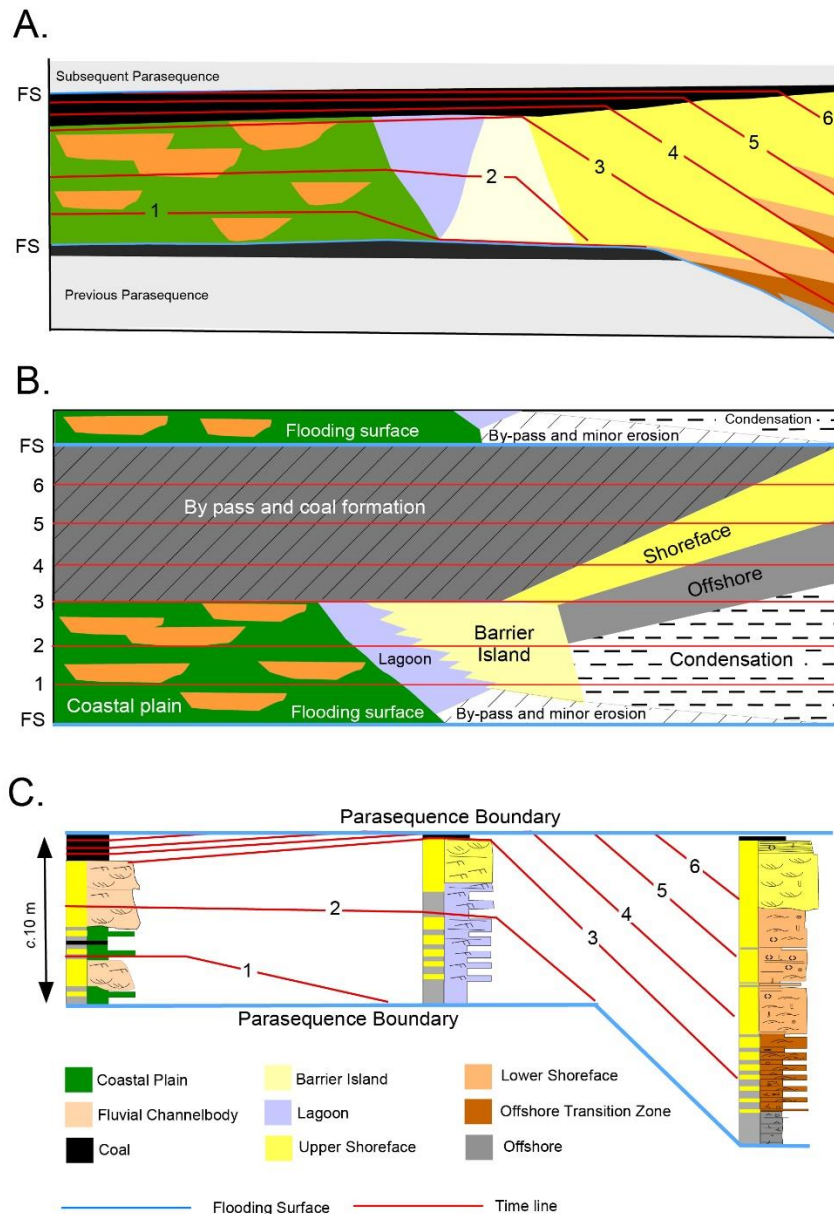 A.
Subsequent Parasequence
FS
6
5
4
3
2
1
FS
Previous Parasequence
B.
Condensation
Flooding surface
By-pass and minor erosion
FS
6
By pass and coal formation
5
Shoreface
4
Offshore
3
Barrier
Island
2
Lagoon
Condensation
1
Coastal plain
Flooding surface
By-pass and minor erosion
FS
C.
Parasequence Boundary
c.10 m
6
5
4
3
2
1
Parasequence Boundary
Coastal Plain
Barrier Island
Lower Shoreface
Fluvial Channelbody
Lagoon
Offshore Transition Zone
Coal
Upper Shoreface
Offshore
Flooding Surface
Time line